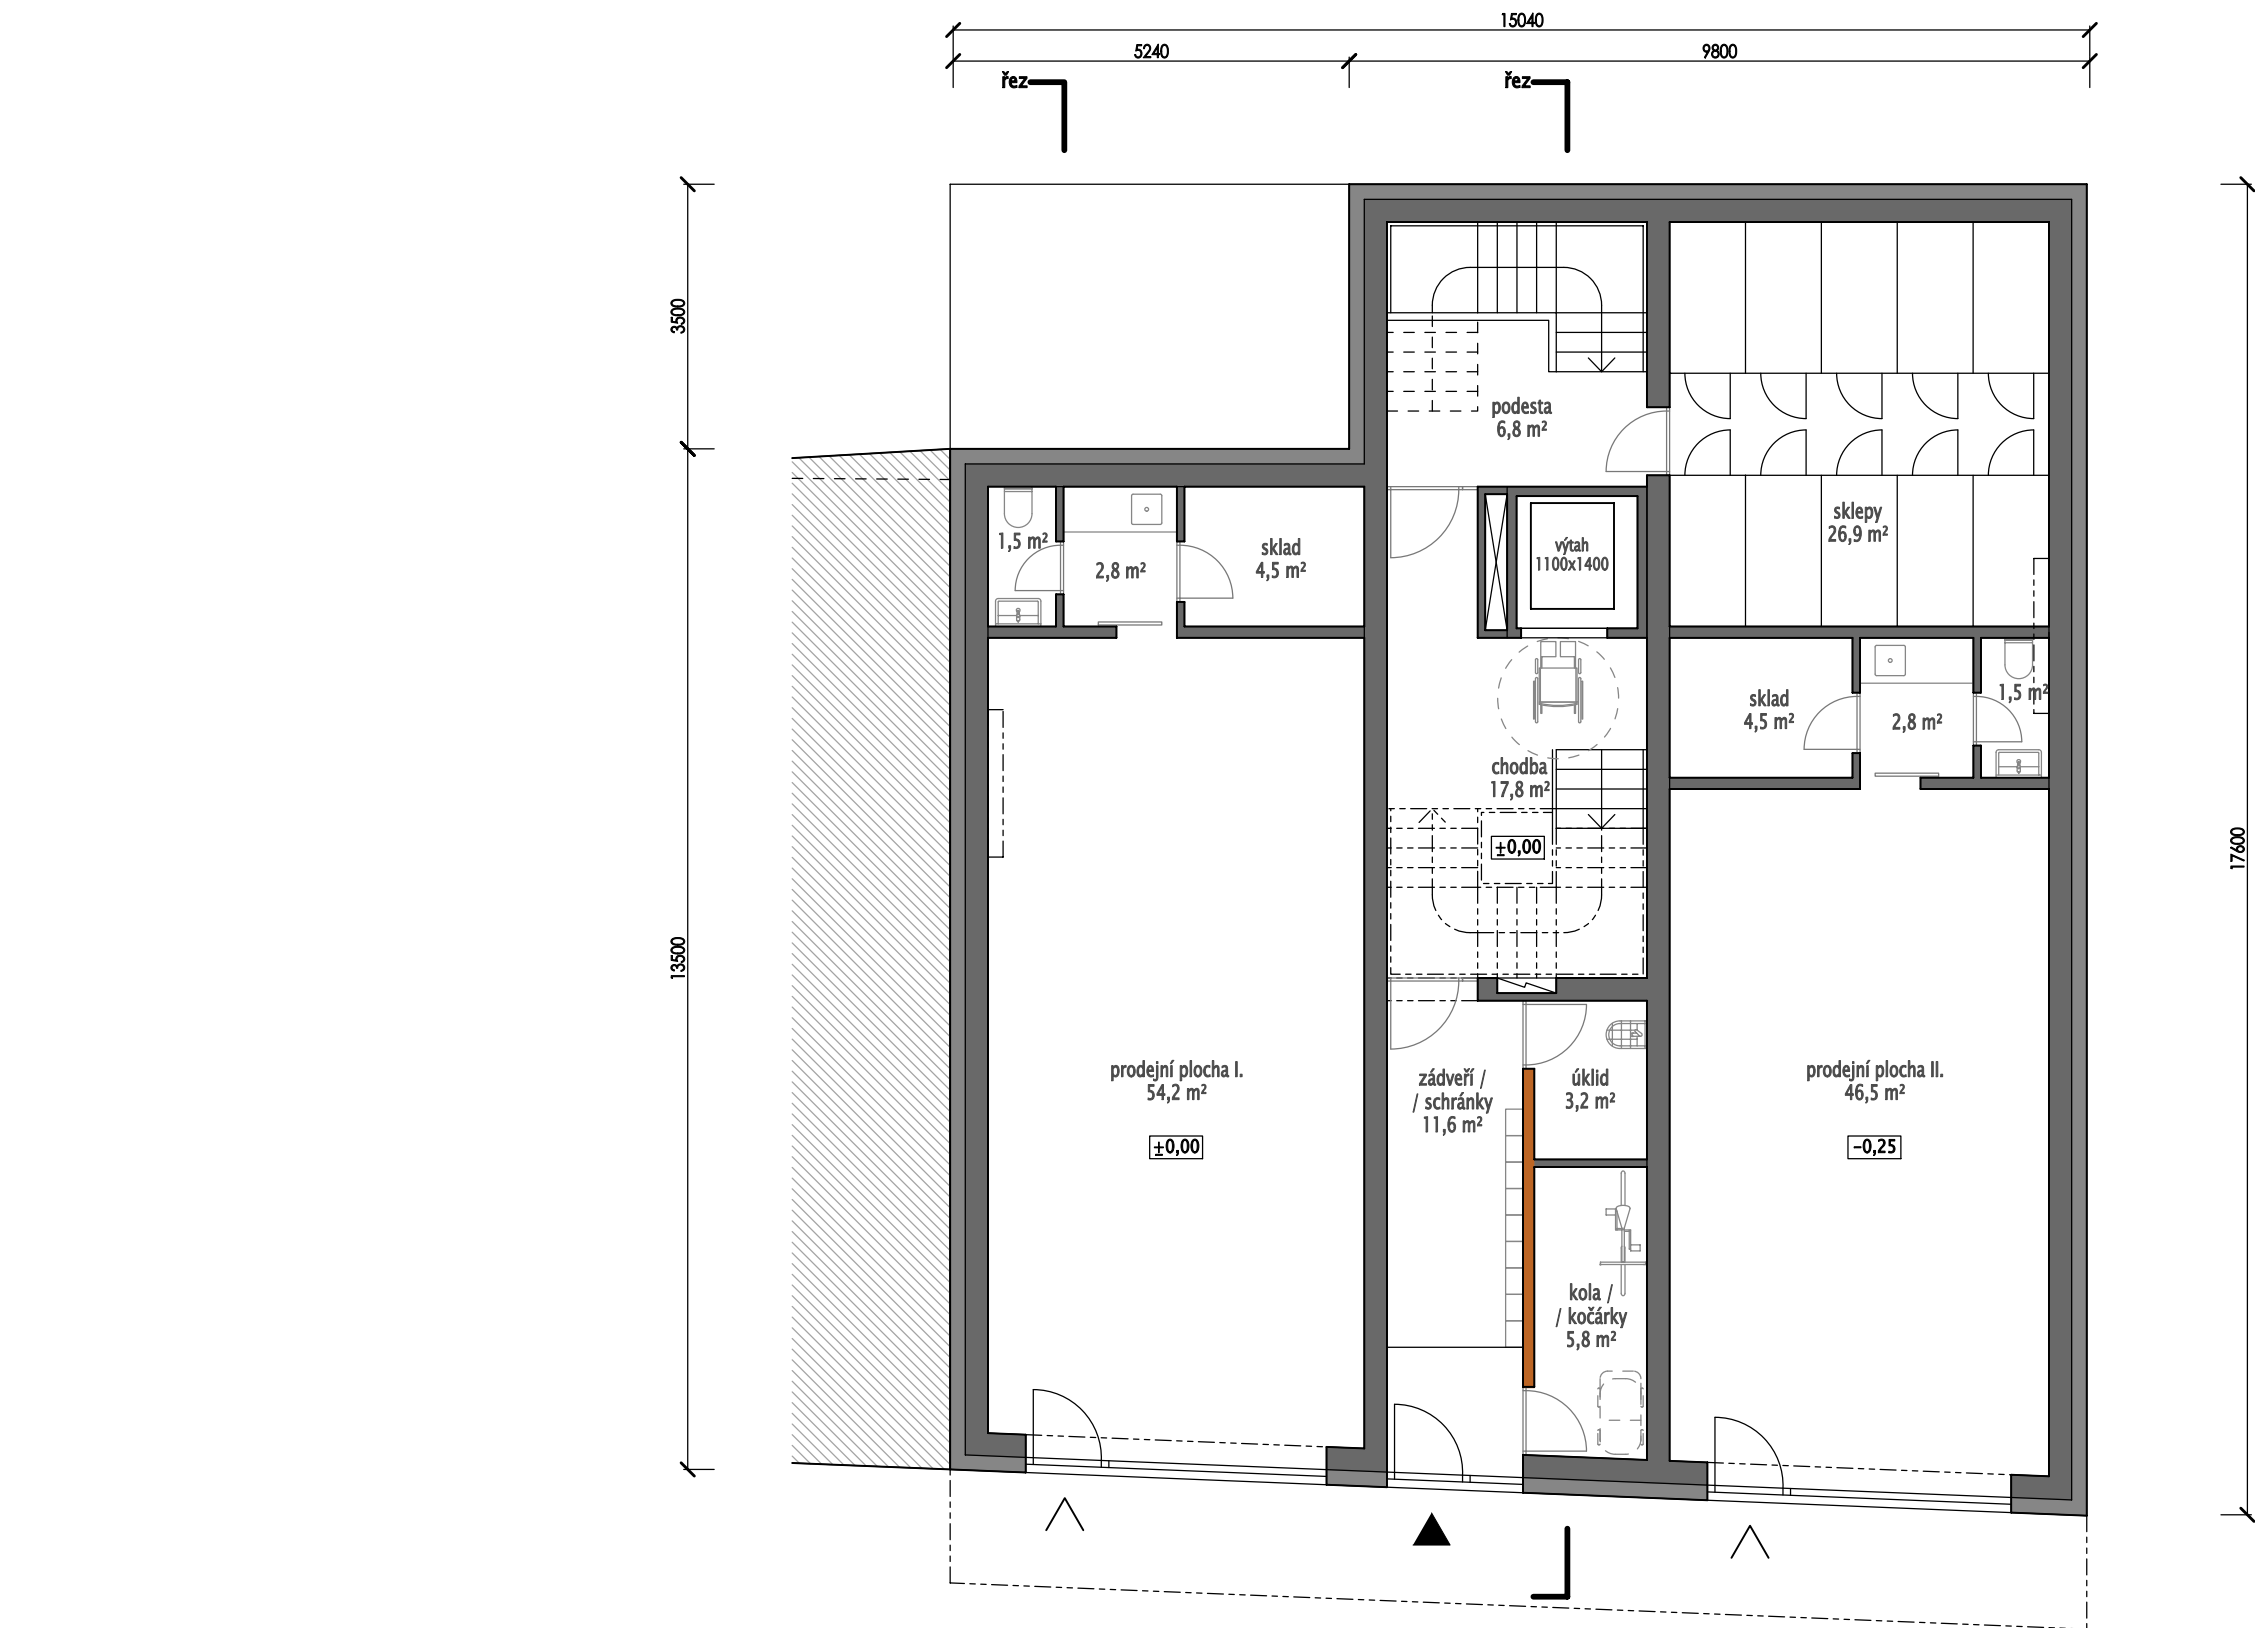 15040
5240
9800
řez
řez
3500
podesta
6,8 m²
sklepy
26,9 m²
1,5 m²
2,8 m²
sklad
4,5 m²
výtah
1100x1400
sklad
4,5 m²
2,8 m²
1,5 m²
chodba
17,8 m²
±0,00
17600
13500
prodejní plocha I.
54,2 m²
±0,00
zádveří /
/ schránky
11,6 m²
úklid
3,2 m²
prodejní plocha II.
46,5 m²
-0,25
kola /
/ kočárky
5,8 m²